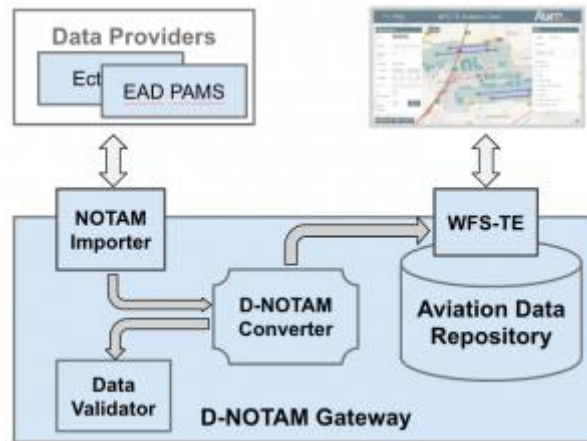 Data Providers
Ect
EAD PAMS
NOTAM
Importer
WFS-TE
D-NOTAM
Converter
Aviation Data
Repository
Data
Validator
D-NOTAM Gateway